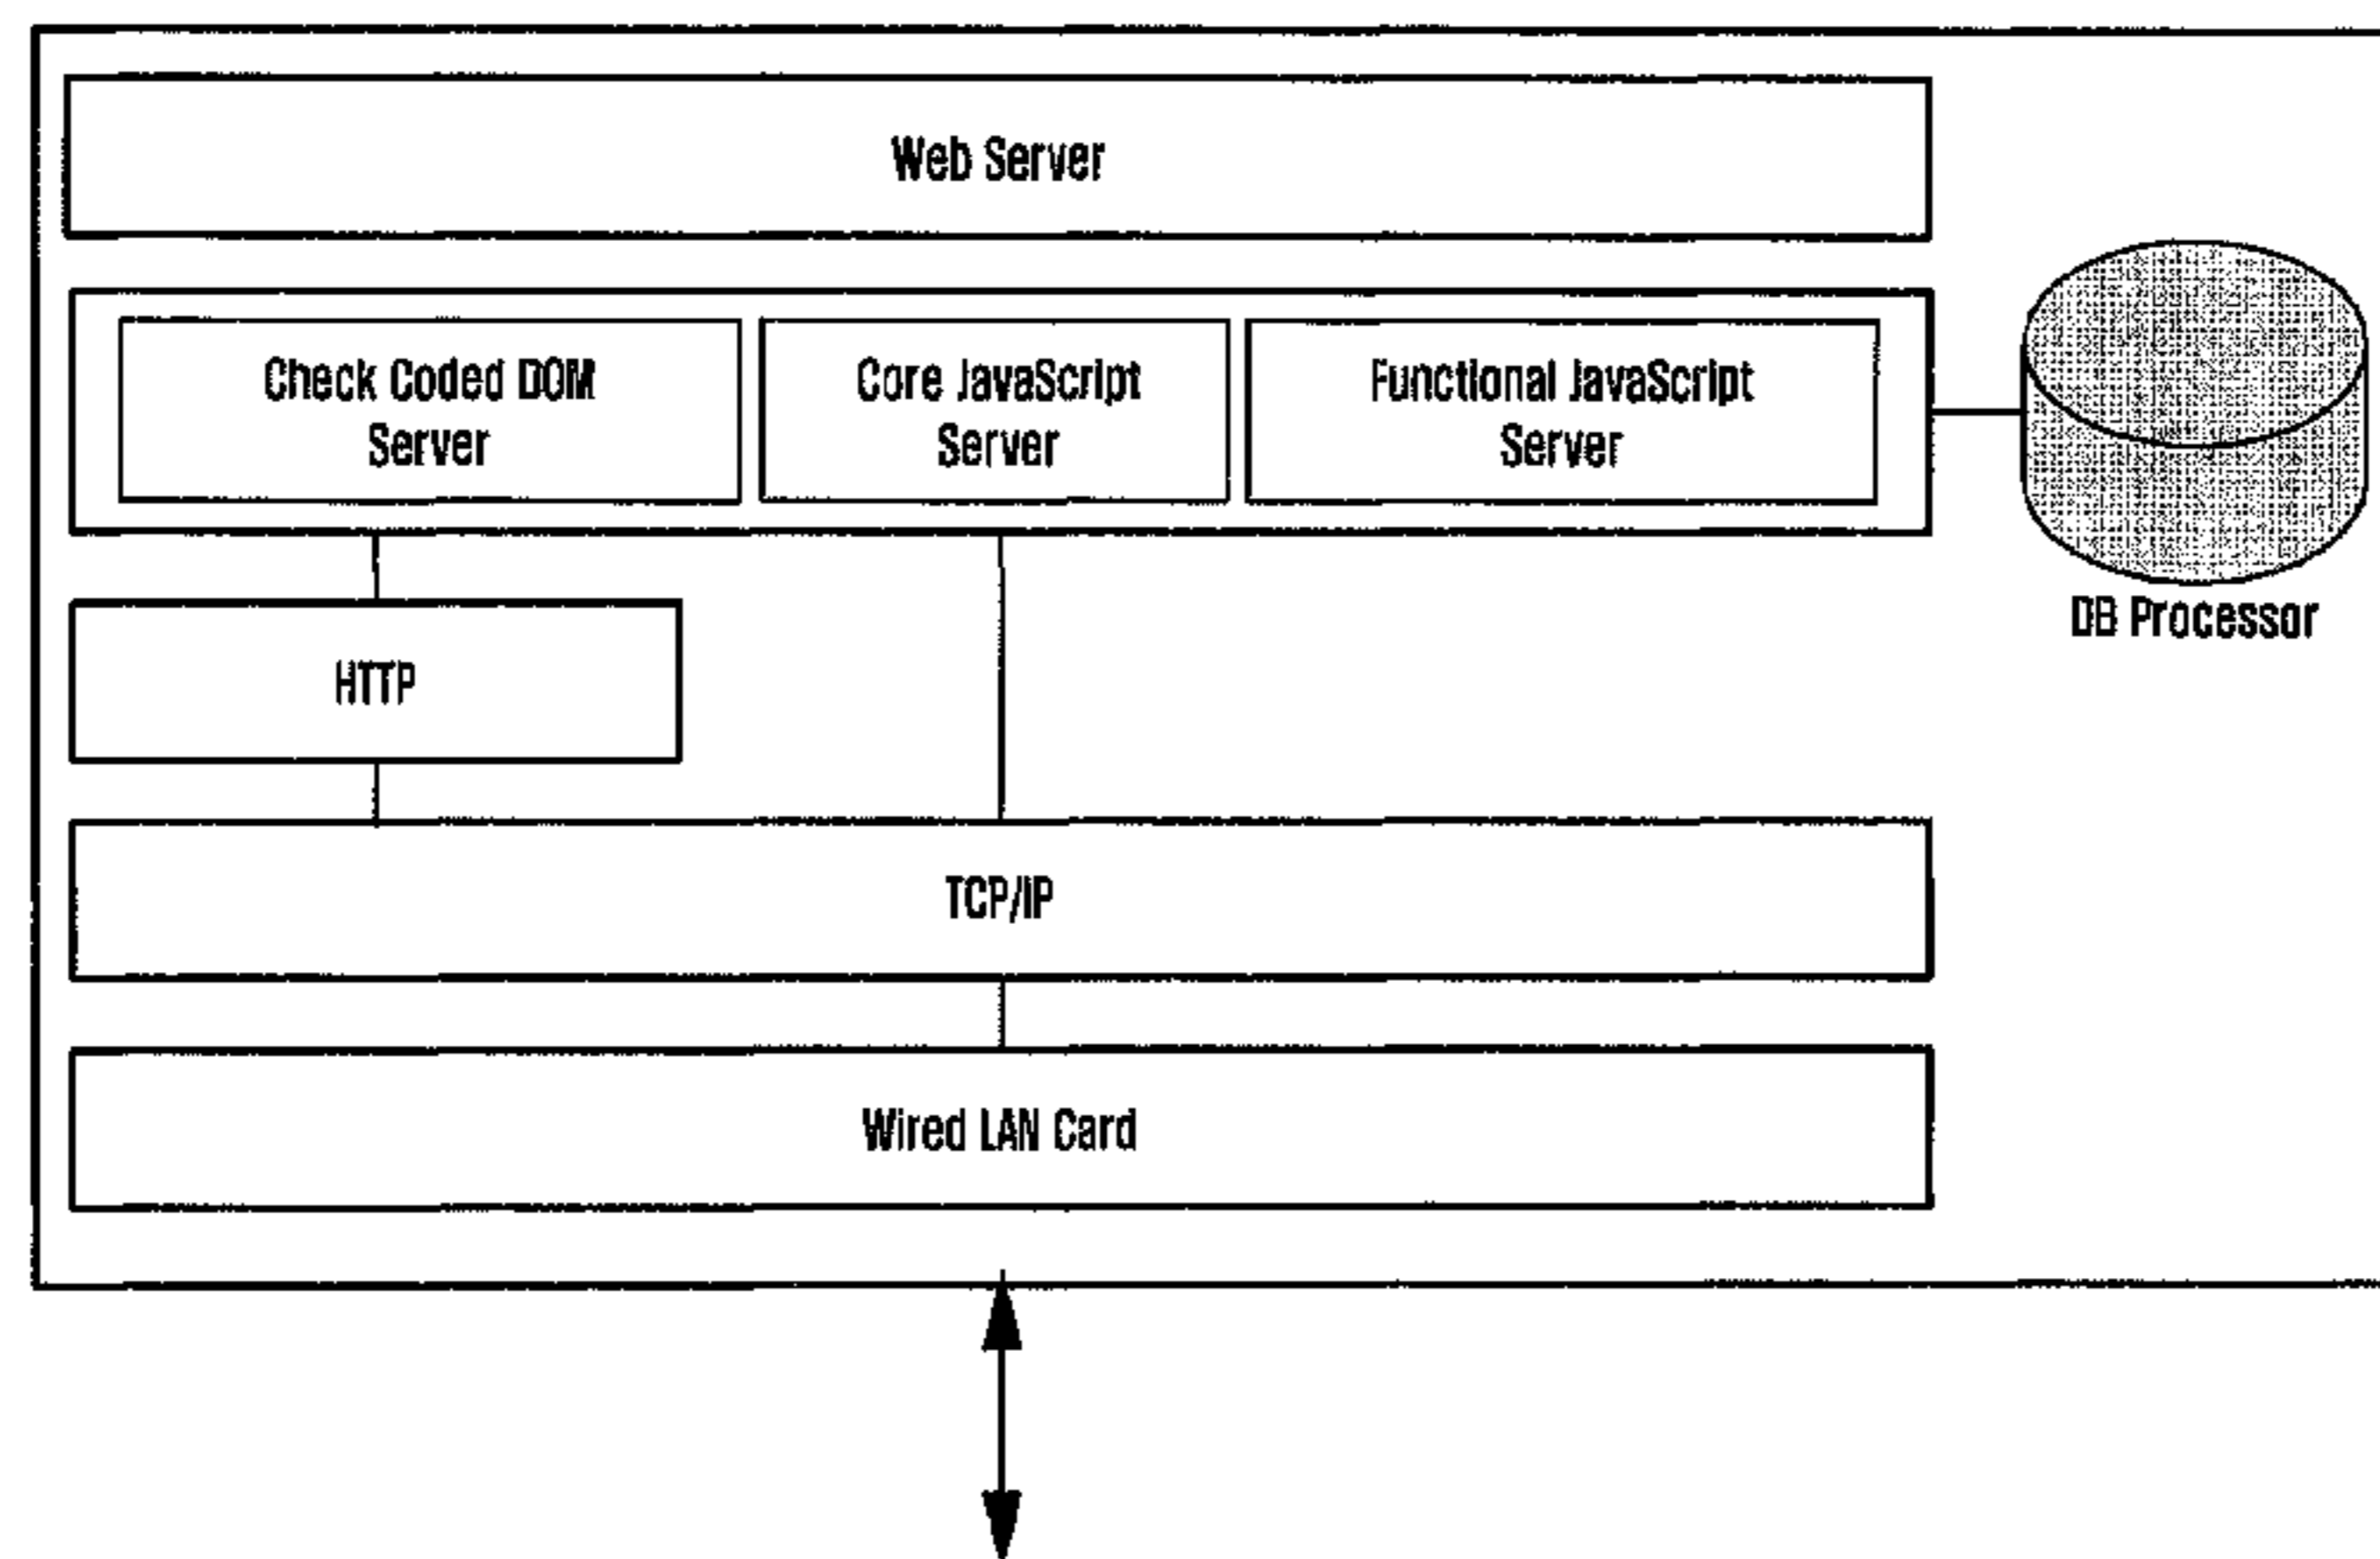 Web Server
Check Coded DOM
Server
Core JavaScript
Server
Functional JavaScript
Server
DB Processor
HTTP
TCP/IP
Wired LAN Card